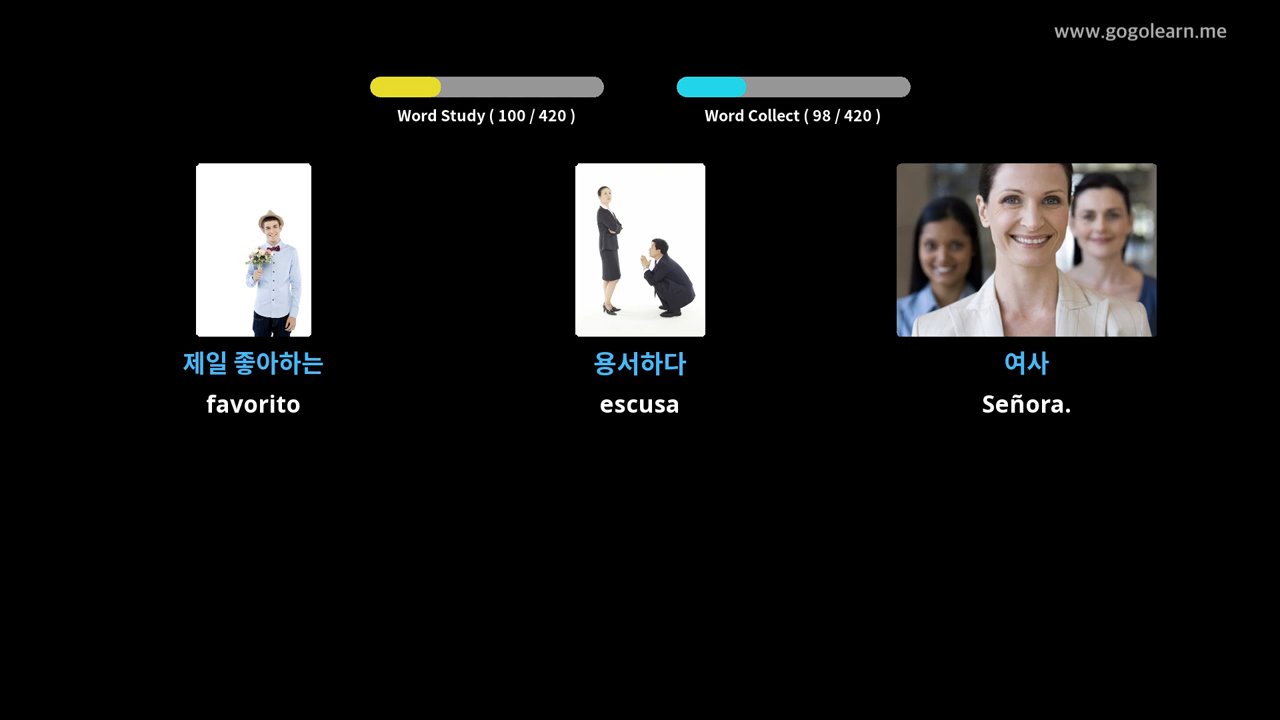 www.gogolearn.me
Word Study ( 100 / 420 )
Word Collect ( 98 / 420 )
제일 좋아하는
favorito
용서하다
escusa
여사
Señora.